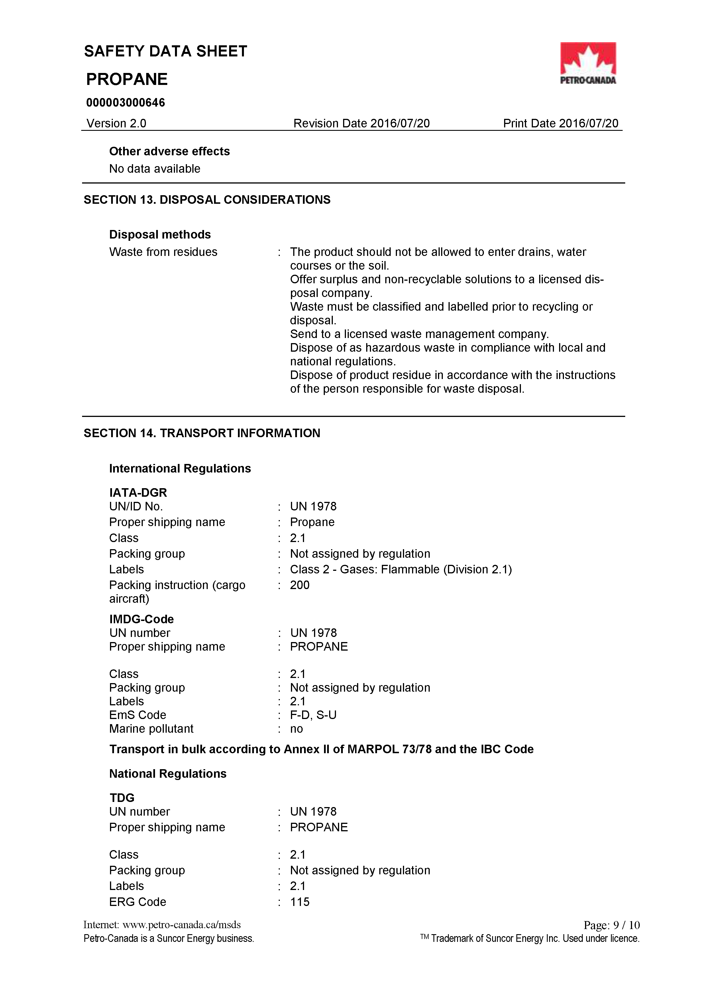 SAFETY DATA SHEET
PROPANE
PETRO-CANADA
000003000646
Version 2.0 Revision Date 2016/07/20 Print Date 2016/07/20
Other adverse effects
No data available
SECTION 13. DISPOSAL CONSIDERATIONS
Disposal methods
Waste from residues : The product should not be allowed to enter drains, water
courses or the soil.
Offer surplus and non-recyclable solutions to a licensed dis-
posal company.
Waste must be classified and labelled prior to recycling or
disposal.
Send to a licensed waste management company.
Dispose of as hazardous waste in compliance with local and
national regulations.
Dispose of product residue in accordance with the instructions
of the person responsible for waste disposal.
SECTION 14. TRANSPORT INFORMATION
International Regulations
IATA-DGR
UN/ID No. : UN 1978
Proper shipping name : Propane
Class : 2.1
Packing group : Not assigned by regulation
Labels : Class 2 - Gases: Flammable (Division 2.1)
Packing instruction (cargo : 200
aircraft)
IMDG-Code
UN number : UN 1978
Proper shipping name : PROPANE
Class : 2.1
Packing group : Not assigned by regulation
Labels : 2.1
EmS Code : F-D, S-U
Marine pollutant : no
Transport in bulk according to Annex II of MARPOL 73/78 and the IBC Code
National Regulations
TDG
UN number : UN 1978
Proper shipping name : PROPANE
Class : 2.1
Packing group : Not assigned by regulation
Labels : 2.1
ERG Code : 115
Internet: www.petro-canada.ca/msds Page: 9 / 10
Petro-Canada is a Suncor Energy business. TM Trademark of Suncor Energy Inc. Used under licence.